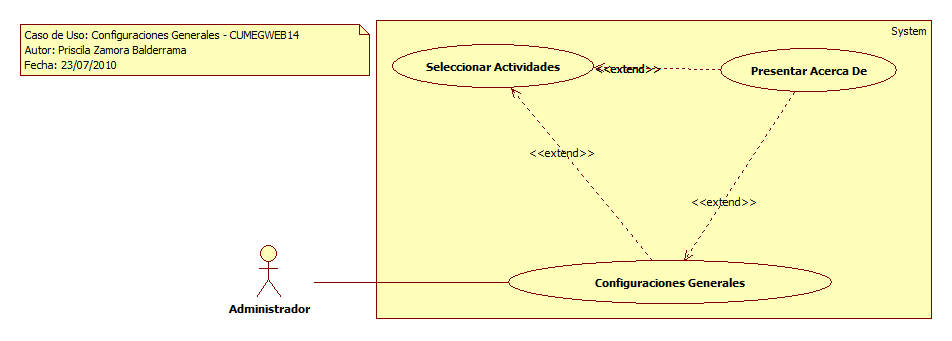 Caso de Uso: Configuraciones Generales - CUMEGWEB14
Autor: Priscila Zamora Balderrama
Fecha: 23/07/2010
System
Seleccionar Actividades
<<extend>>
Presentar Acerca De
<<extend>>
<<extend>>
Configuraciones Generales
Administrador